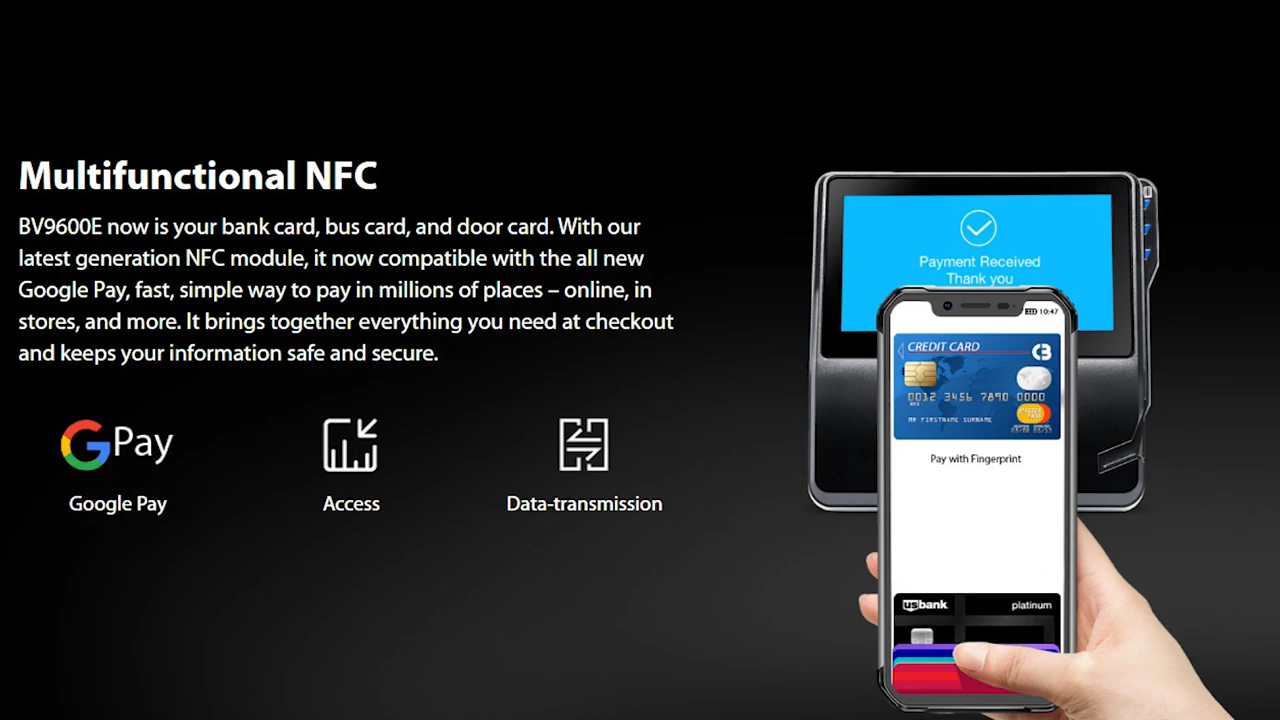 Multifunctional NFC
BV9600E now is your bank card, bus card, and door card. With our
latest generation NFC module, it now compatible with the all new
Google Pay, fast, simple way to pay in millions of places – online, in
stores, and more. It brings together everything you need at checkout
and keeps your information safe and secure.
G Pay
Google Pay
Access
Data-transmission
Payment Received
Thank you
10:47
CREDIT CARD
CB
0012 3456 7890 0000
MR FIRSTNAME SURNAME
Pay with Fingerprint
usbank
platinum